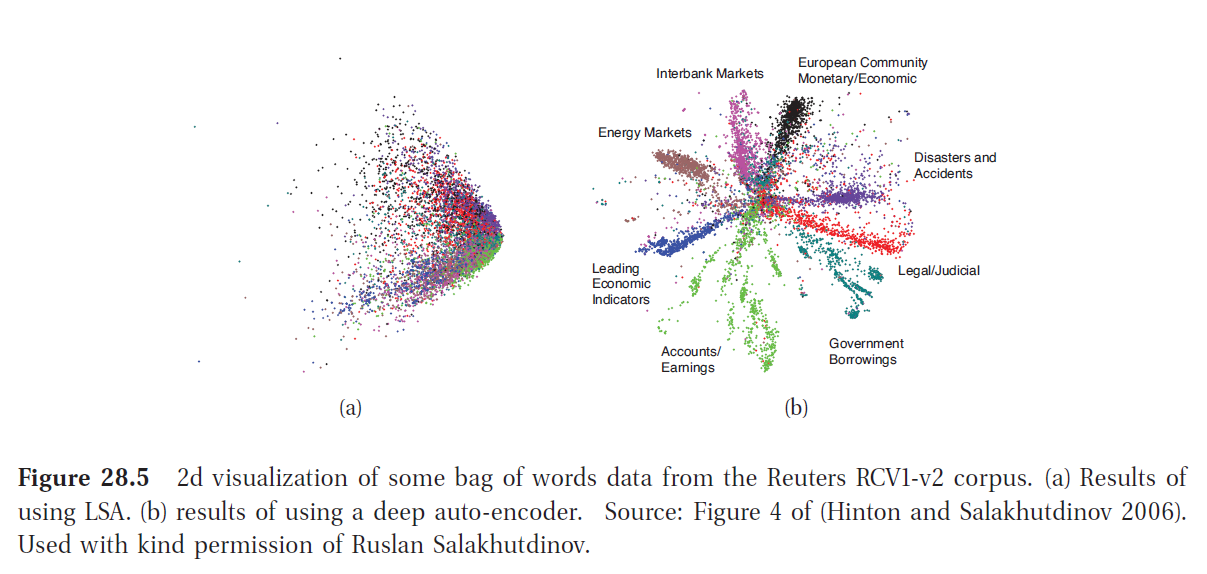 Interbank Markets
European Community
Monetary/Economic
Energy Markets
Disasters and
Accidents
Leading
Economic
Indicators
Legal/Judicial
Accounts/
Earnings
Government
Borrowings
(a)
(b)
Figure 28.5 2d visualization of some bag of words data from the Reuters RCV1-v2 corpus. (a) Results of
using LSA. (b) results of using a deep auto-encoder. Source: Figure 4 of (Hinton and Salakhutdinov 2006).
Used with kind permission of Ruslan Salakhutdinov.